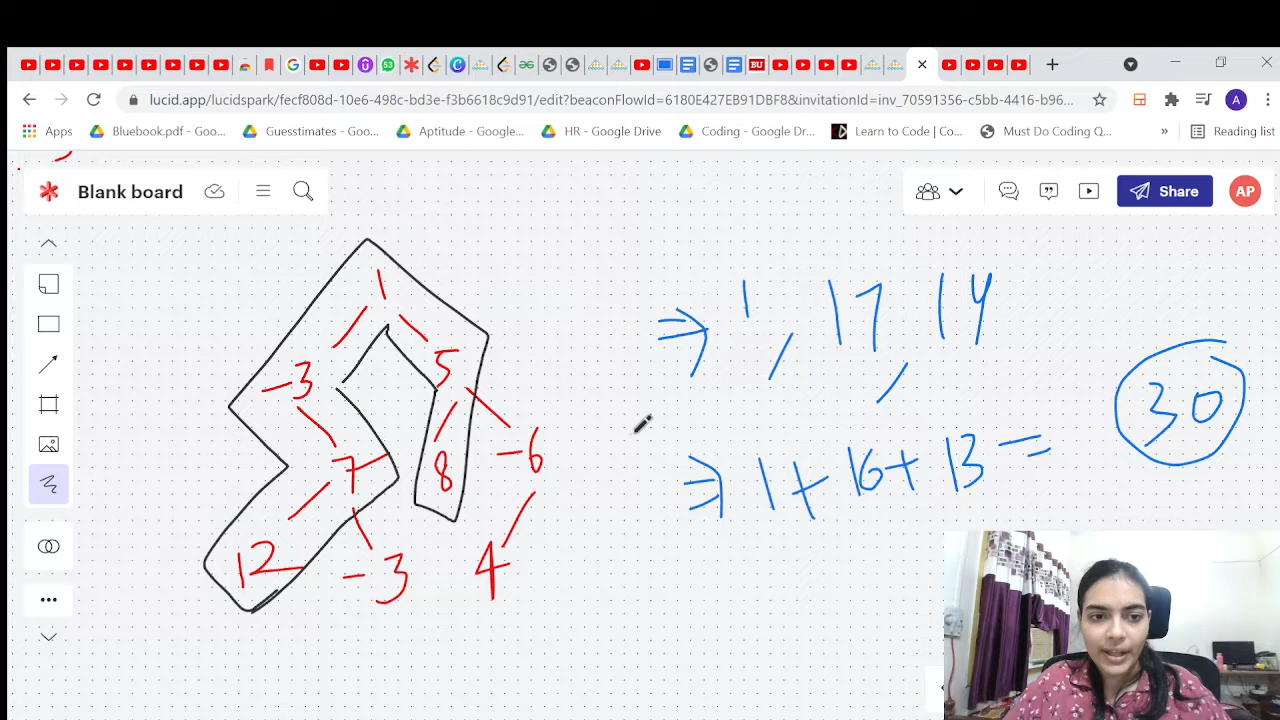 53
lucid.app/lucidspark/fecf808d-10e6-498c-bd3e-f3b6618c9d91/edit?beaconFlowId=6180E427EB91DBF8&invitationId=inv_70591356-c5bb-4416-b96...
A
Apps Bluebook.pdf - Goo... Guesstimates - Goo... Aptitude - Google... HR - Google Drive Coding - Google... Learn to Code | Co... Must Do Coding Q... » Reading list
Blank board Share AP
1
-3 5
7 8 -6
12 -3 4
⇒ 1, 17, 14
⇒ 1 + 16 + 13 = 30